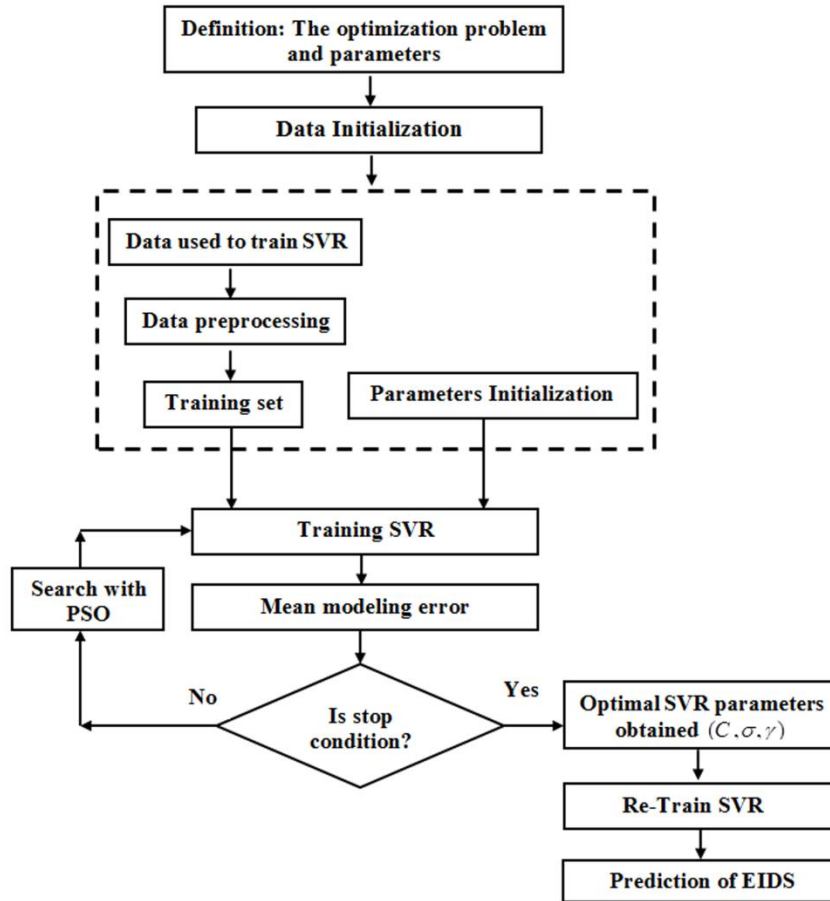 Definition: The optimization problem
and parameters
Data Initialization
Data used to train SVR
Data preprocessing
Training set
Parameters Initialization
Training SVR
Search with
PSO
Mean modeling error
No
Yes
Is stop
condition?
Optimal SVR parameters
obtained (C,σ,γ)
Re-Train SVR
Prediction of EIDS